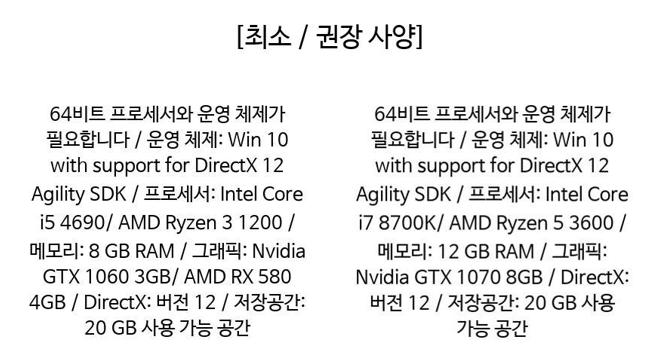 [최소 / 권장 사양]
64비트 프로세서와 운영 체제가
필요합니다 / 운영 체제: Win 10
with support for DirectX 12
Agility SDK / 프로세서: Intel Core
i5 4690/ AMD Ryzen 3 1200 /
메모리: 8 GB RAM / 그래픽: Nvidia
GTX 1060 3GB/ AMD RX 580
4GB / DirectX: 버전 12 / 저장공간:
20 GB 사용 가능 공간
64비트 프로세서와 운영 체제가
필요합니다 / 운영 체제: Win 10
with support for DirectX 12
Agility SDK / 프로세서: Intel Core
i7 8700K/ AMD Ryzen 5 3600 /
메모리: 12 GB RAM / 그래픽:
Nvidia GTX 1070 8GB / DirectX:
버전 12 / 저장공간: 20 GB 사용
가능 공간